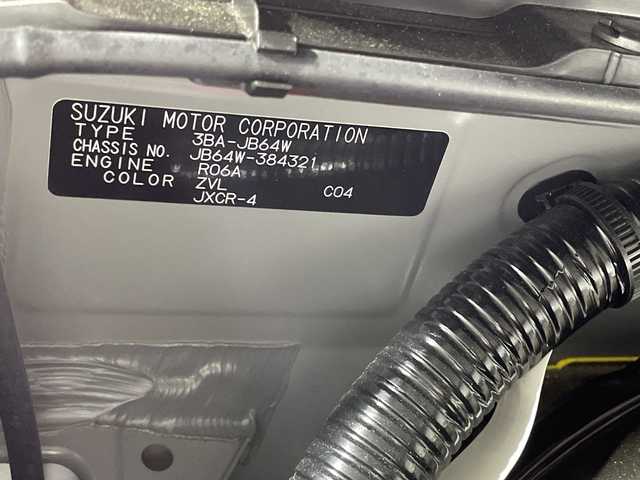 SUZUKI MOTOR CORPORATION
TYPE 3BA-JB64W
CHASSIS NO. JB64W-384321
ENGINE R06A
COLOR ZVL C04
JXCR-4